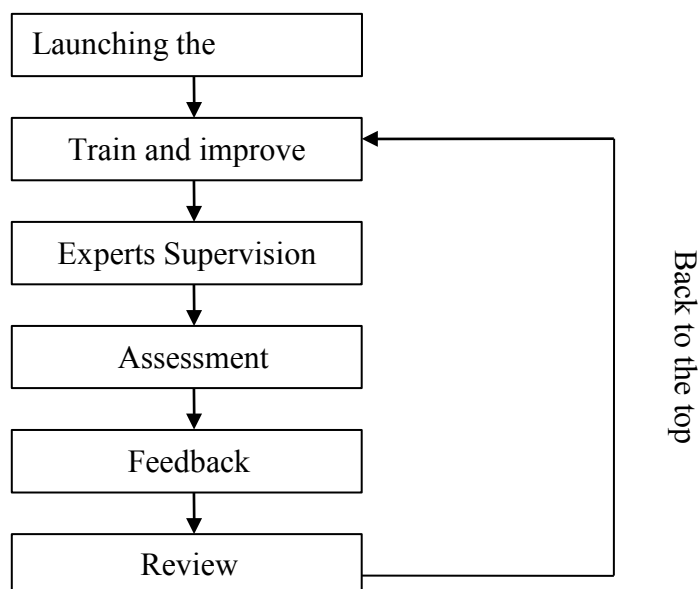 Launching the
Train and improve
Experts Supervision
Assessment
Feedback
Review
Back to the top